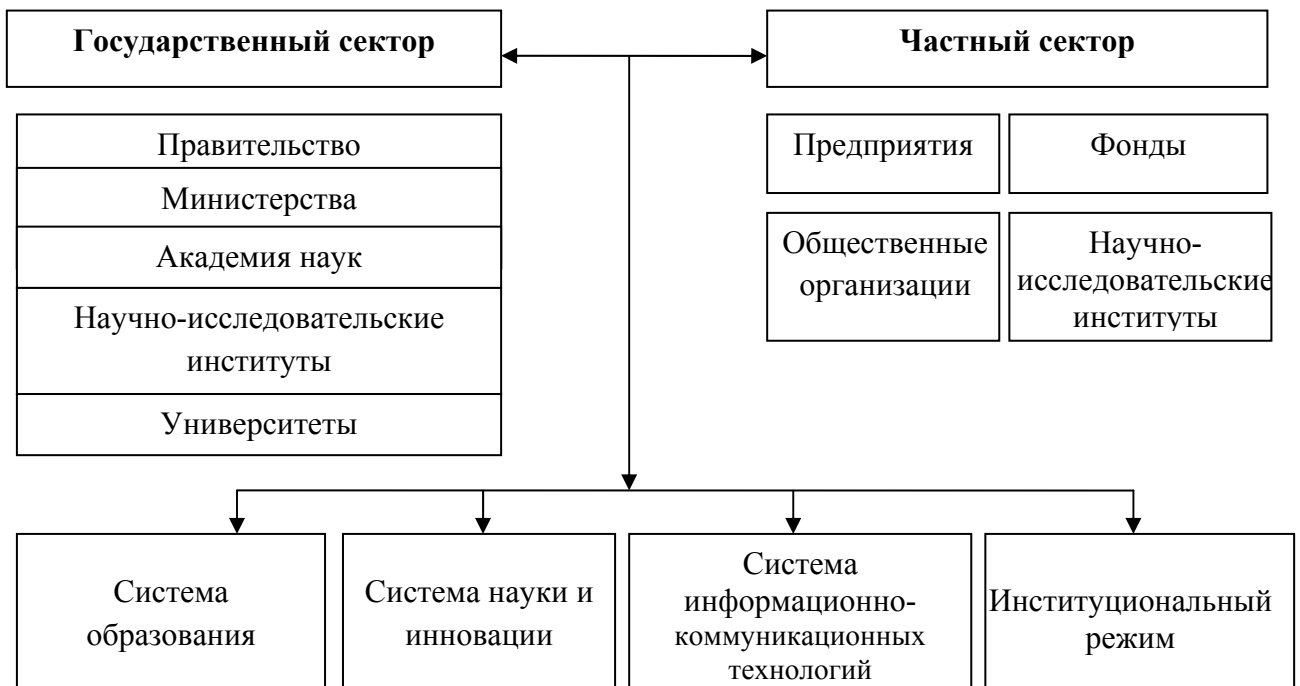 Государственный сектор
Частный сектор
Правительство
Министерства
Академия наук
Научно-исследовательские
институты
Университеты
Предприятия
Фонды
Общественные
организации
Научно-
исследовательские
институты
Система
образования
Система науки и
инновации
Система
информационно-
коммуникационных
технологий
Институциональный
режим